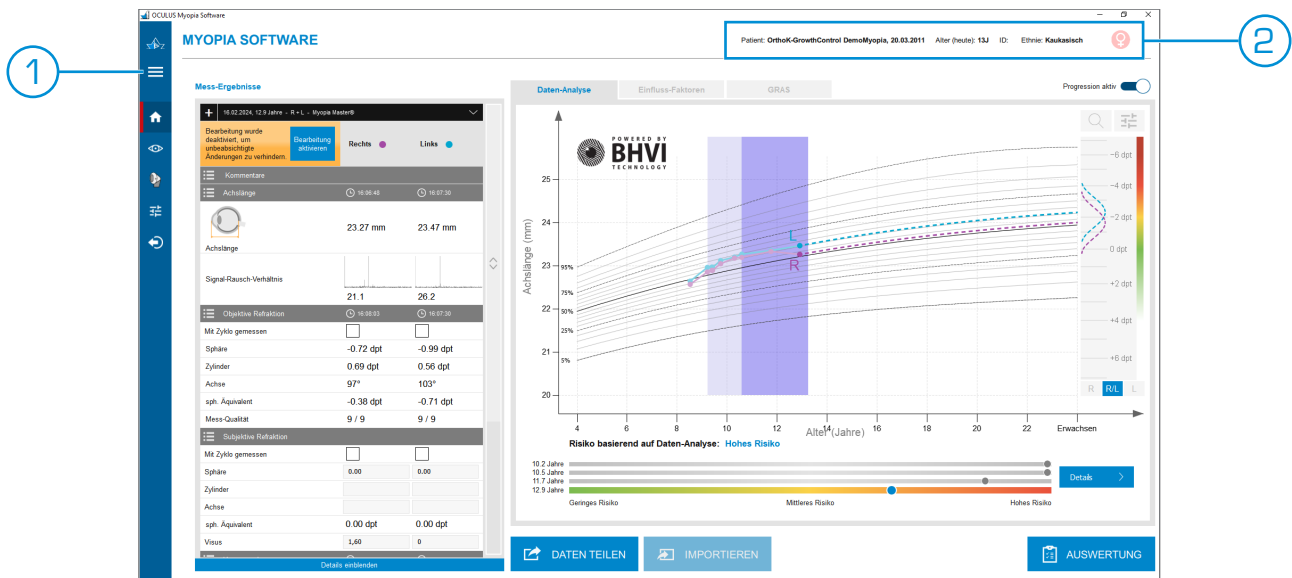 OCULUS Myopia Software
1
MYOPIA SOFTWARE
Patient: OrthoK-GrowthControl DemoMyopia, 20.03.2011 Alter (heute): 13J ID: Ethnie: Kaukasisch
2
Mess-Ergebnisse
16.02.2024, 12.9 Jahre - R + L - Myopia Master®
Bearbeitung wurde
deaktiviert, um
unbeabsichtigte
Änderungen zu verhindern.
Bearbeitung
aktivieren
Rechts
Links
Kommentare
Achslänge 16:06:48 16:07:30
23.27 mm 23.47 mm
Achslänge
Signal-Rausch-Verhältnis
21.1 26.2
Objektive Refraktion 16:08:03 16:07:30
Mit Zyklo gemessen
Sphäre -0.72 dpt -0.99 dpt
Zylinder 0.69 dpt 0.56 dpt
Achse 97° 103°
sph. Äquivalent -0.38 dpt -0.71 dpt
Mess-Qualität 9 / 9 9 / 9
Subjektive Refraktion
Mit Zyklo gemessen
Sphäre 0.00 0.00
Zylinder
Achse
sph. Äquivalent 0.00 dpt 0.00 dpt
Visus 1,60 0
Details einblenden
Daten-Analyse Einfluss-Faktoren GRAS
Progression aktiv
POWERED BY
BHVI
TECHNOLOGY
Achslänge (mm)
25
24
23
22
21
20
95%
75%
50%
25%
5%
L
R
−6 dpt
−4 dpt
−2 dpt
0 dpt
+2 dpt
+4 dpt
+6 dpt
R R/L L
4 6 8 10 12 14 16 18 20 22 Erwachsen
Alter (Jahre)
Risiko basierend auf Daten-Analyse: Hohes Risiko
10.2 Jahre
10.5 Jahre
11.7 Jahre
12.9 Jahre
Geringes Risiko Mittleres Risiko Hohes Risiko
Details
DATEN TEILEN
IMPORTIEREN
AUSWERTUNG